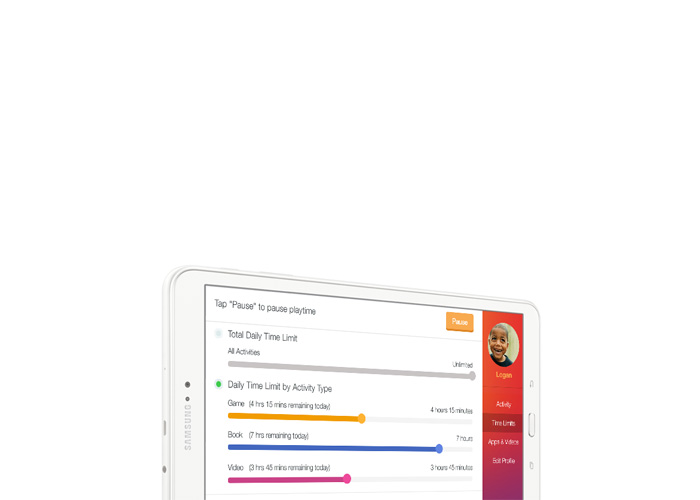 Tap "Pause" to pause playtime
Pause
Total Daily Time Limit
All Activities
Unlimited
Daily Time Limit by Activity Type
Game (4 hrs 15 mins remaining today)
4 hours 15 minutes
Book (7 hrs remaining today)
7 hours
Video (3 hrs 45 mins remaining today)
3 hours 45 minutes
Logan
Activity
Time Limits
Apps & Videos
Edit Profile
SAMSUNG